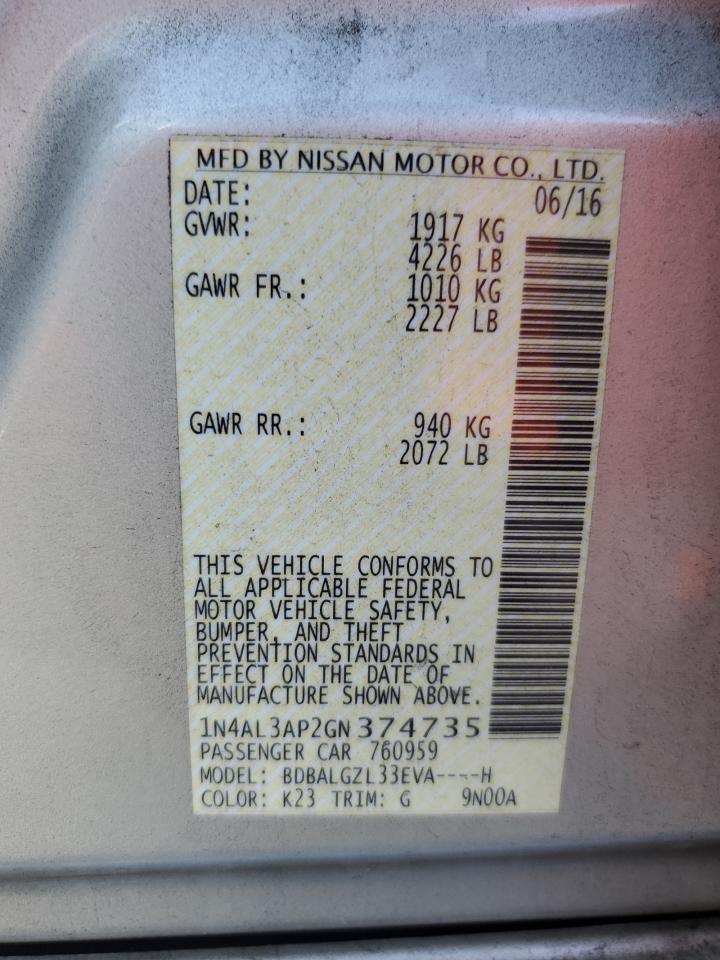 MFD BY NISSAN MOTOR CO., LTD.
DATE: 06/16
GVWR: 1917 KG
4226 LB
GAWR FR.: 1010 KG
2227 LB
GAWR RR.: 940 KG
2072 LB
THIS VEHICLE CONFORMS TO
ALL APPLICABLE FEDERAL
MOTOR VEHICLE SAFETY,
BUMPER, AND THEFT
PREVENTION STANDARDS IN
EFFECT ON THE DATE OF
MANUFACTURE SHOWN ABOVE.
1N4AL3AP2GN374735
PASSENGER CAR 760959
MODEL: BDBALGZL33EVA----H
COLOR: K23 TRIM: G 9N00A